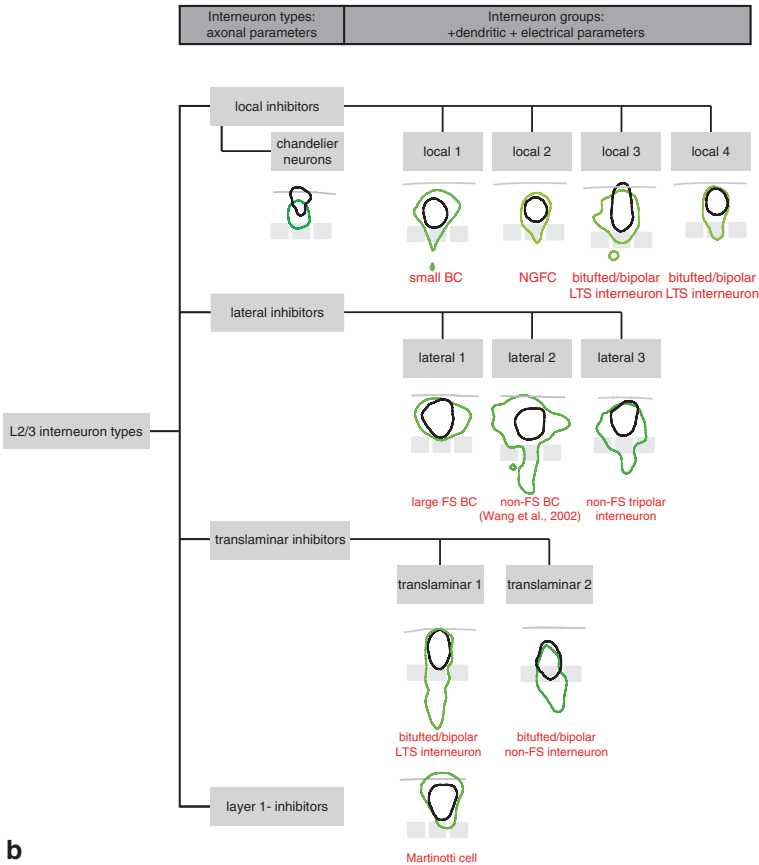 Interneuron types:
axonal parameters
Interneuron groups:
+dendritic + electrical parameters
local inhibitors
chandelier
neurons
local 1
local 2
local 3
local 4
small BC
NGFC
bitufted/bipolar
LTS interneuron
bitufted/bipolar
LTS interneuron
lateral inhibitors
lateral 1
lateral 2
lateral 3
L2/3 interneuron types
large FS BC
non-FS BC
(Wang et al., 2002)
non-FS tripolar
interneuron
translaminar inhibitors
translaminar 1
translaminar 2
bitufted/bipolar
LTS interneuron
bitufted/bipolar
non-FS interneuron
layer 1- inhibitors
Martinotti cell
b